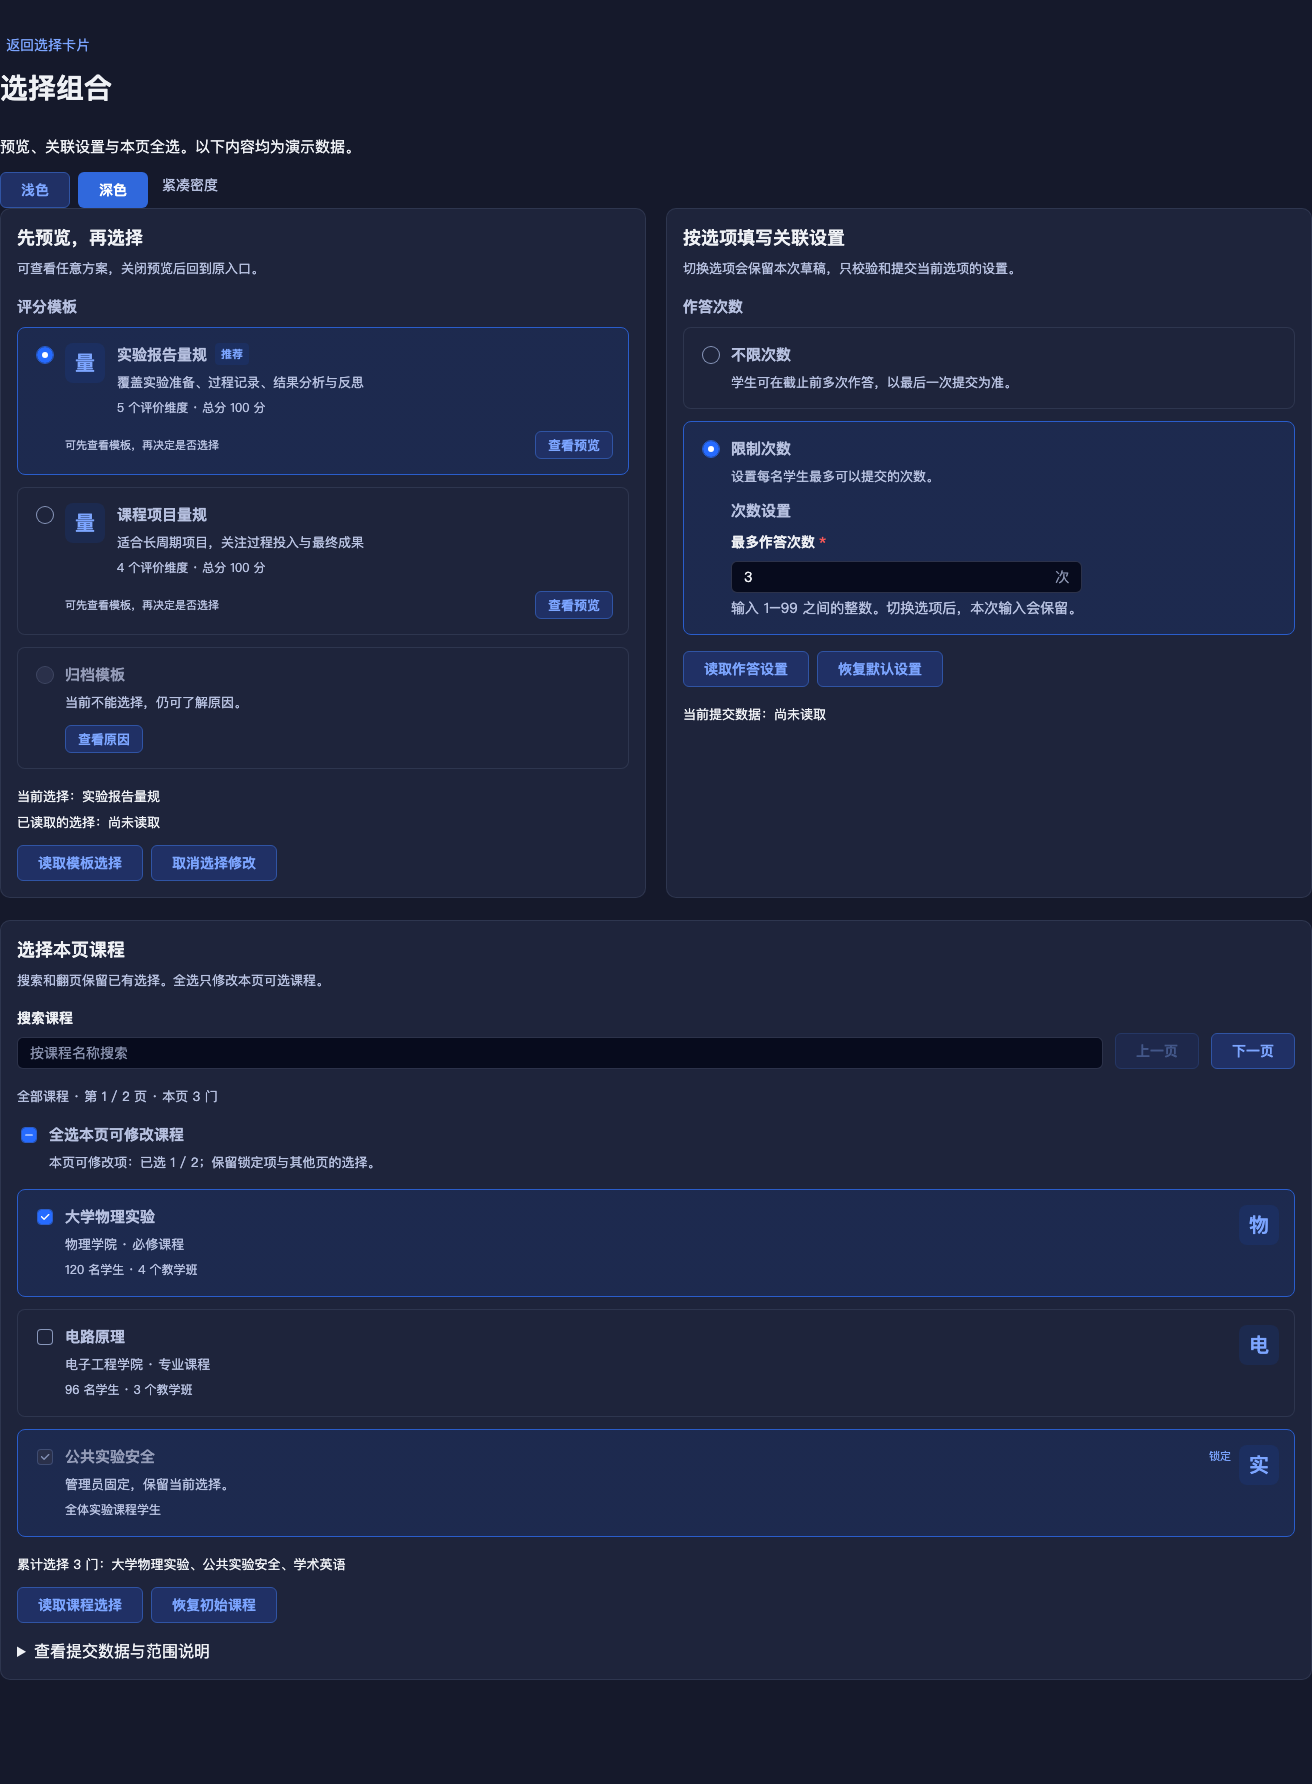 返回选择卡片
选择组合
预览、关联设置与本页全选。以下内容均为演示数据。
浅色
深色
紧凑密度
先预览，再选择
可查看任意方案，关闭预览后回到原入口。
评分模板
量
实验报告量规 推荐
覆盖实验准备、过程记录、结果分析与反思
5 个评价维度 · 总分 100 分
可先查看模板，再决定是否选择
查看预览
量
课程项目量规
适合长周期项目，关注过程投入与最终成果
4 个评价维度 · 总分 100 分
可先查看模板，再决定是否选择
查看预览
归档模板
当前不能选择，仍可了解原因。
查看原因
当前选择：实验报告量规
已读取的选择：尚未读取
读取模板选择
取消选择修改
按选项填写关联设置
切换选项会保留本次草稿，只校验和提交当前选项的设置。
作答次数
不限次数
学生可在截止前多次作答，以最后一次提交为准。
限制次数
设置每名学生最多可以提交的次数。
次数设置
最多作答次数 *
3 次
输入 1–99 之间的整数。切换选项后，本次输入会保留。
读取作答设置
恢复默认设置
当前提交数据：尚未读取
选择本页课程
搜索和翻页保留已有选择。全选只修改本页可选课程。
搜索课程
按课程名称搜索
上一页
下一页
全部课程 · 第 1 / 2 页 · 本页 3 门
全选本页可修改课程
本页可修改项：已选 1 / 2；保留锁定项与其他页的选择。
大学物理实验
物理学院 · 必修课程
120 名学生 · 4 个教学班
物
电路原理
电子工程学院 · 专业课程
96 名学生 · 3 个教学班
电
公共实验安全
管理员固定，保留当前选择。
全体实验课程学生
锁定
实
累计选择 3 门：大学物理实验、公共实验安全、学术英语
读取课程选择
恢复初始课程
查看提交数据与范围说明